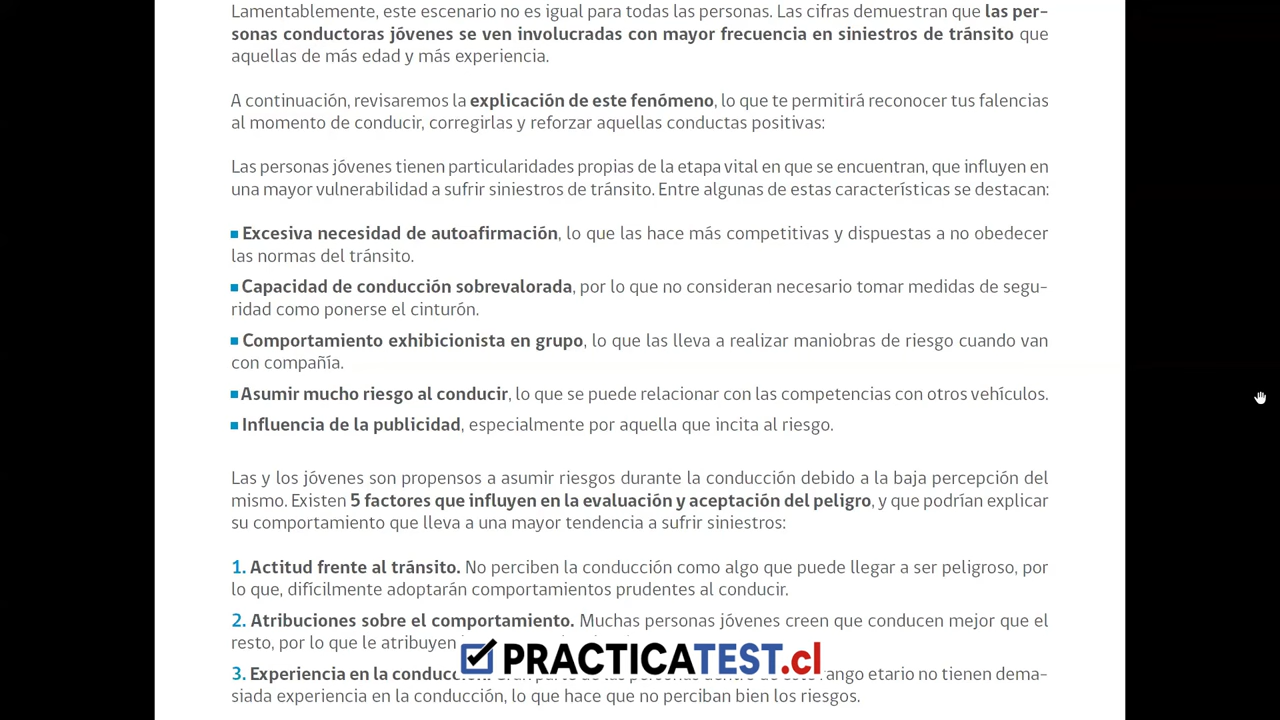 Lamentablemente, este escenario no es igual para todas las personas. Las cifras demuestran que las per-
sonas conductoras jóvenes se ven involucradas con mayor frecuencia en siniestros de tránsito que
aquellas de más edad y más experiencia.
A continuación, revisaremos la explicación de este fenómeno, lo que te permitirá reconocer tus falencias
al momento de conducir, corregirlas y reforzar aquellas conductas positivas:
Las personas jóvenes tienen particularidades propias de la etapa vital en que se encuentran, que influyen en
una mayor vulnerabilidad a sufrir siniestros de tránsito. Entre algunas de estas características se destacan:
Excesiva necesidad de autoafirmación, lo que las hace más competitivas y dispuestas a no obedecer
las normas del tránsito.
Capacidad de conducción sobrevalorada, por lo que no consideran necesario tomar medidas de segu-
ridad como ponerse el cinturón.
Comportamiento exhibicionista en grupo, lo que las lleva a realizar maniobras de riesgo cuando van
con compañía.
Asumir mucho riesgo al conducir, lo que se puede relacionar con las competencias con otros vehículos.
Influencia de la publicidad, especialmente por aquella que incita al riesgo.
Las y los jóvenes son propensos a asumir riesgos durante la conducción debido a la baja percepción del
mismo. Existen 5 factores que influyen en la evaluación y aceptación del peligro, y que podrían explicar
su comportamiento que lleva a una mayor tendencia a sufrir siniestros:
1. Actitud frente al tránsito. No perciben la conducción como algo que puede llegar a ser peligroso, por
lo que, difícilmente adoptarán comportamientos prudentes al conducir.
2. Atribuciones sobre el comportamiento. Muchas personas jóvenes creen que conducen mejor que el
resto, por lo que le atribuyen
PRACTICATEST.cl
3. Experiencia en la rango etario no tienen dema-
siada experiencia en la conducción, lo que hace que no perciban bien los riesgos.